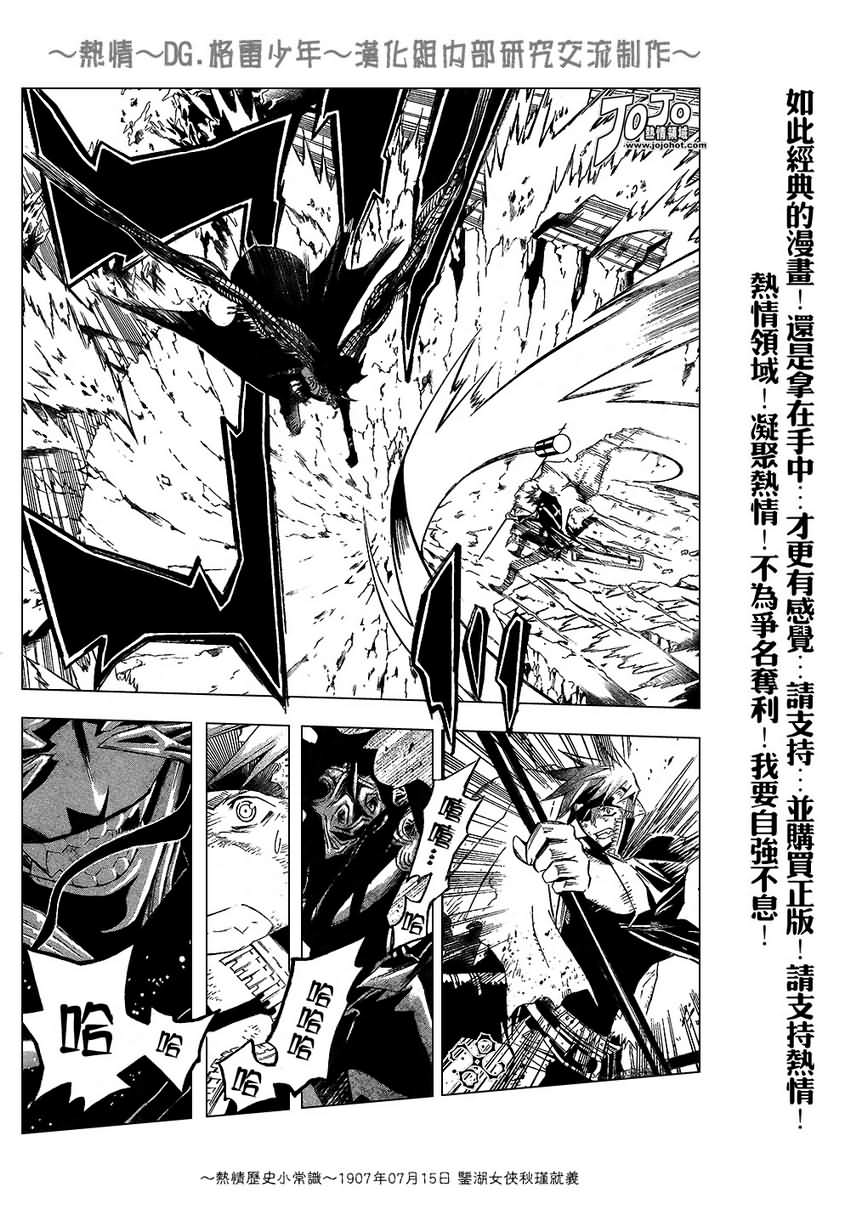 ～熱情～DG.格雷少年～漢化組内部研究交流制作～
JOJO
熱情領域
www.jojohot.com
如此經典的漫畫！還是拿在手中…才更有感覺…請支持…並購買正版！請支持熱情！
熱情領域！凝聚熱情！不為爭名奪利！我要自強不息！
嘻
嘻…
哈
哈哈哈
哈
哈
哈
～熱情歷史小常識～1907年07月15日 鑒湖女俠秋瑾就義